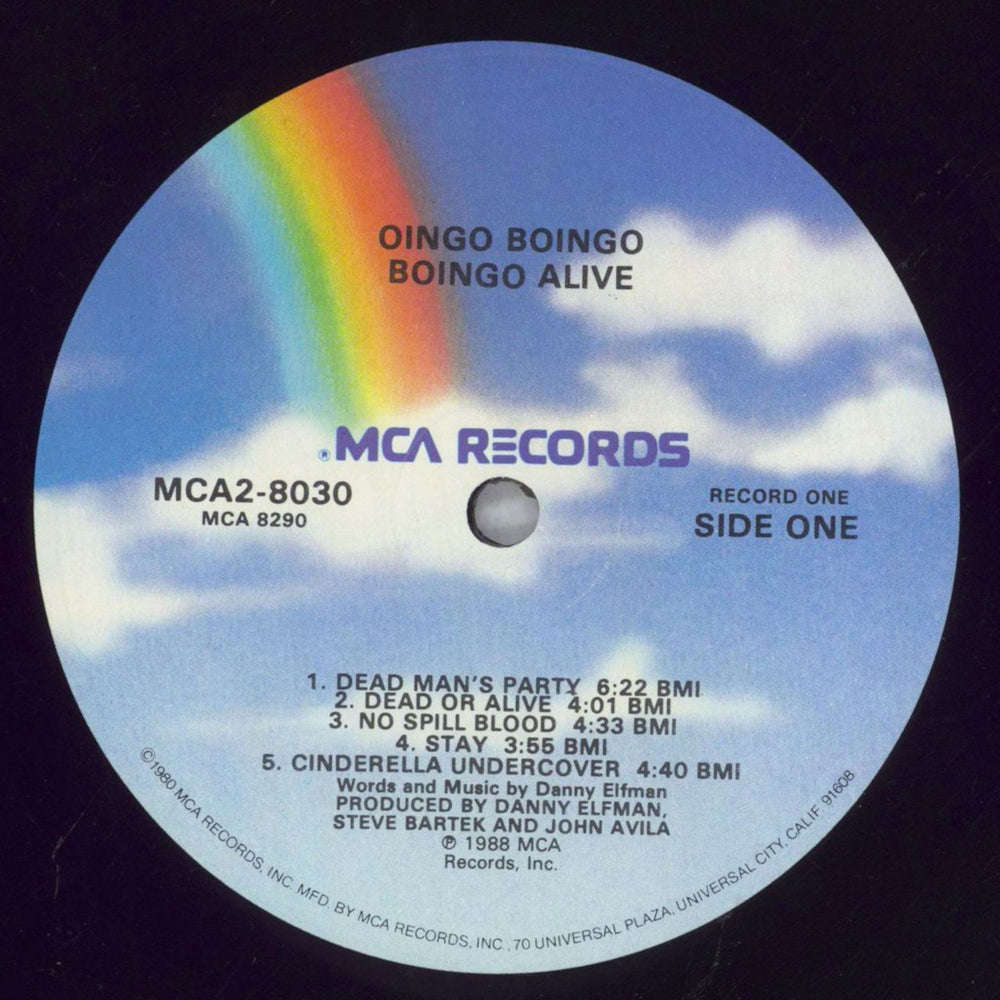 OINGO BOINGO
BOINGO ALIVE
® MCA RECORDS
MCA2-8030
MCA 8290
RECORD ONE
SIDE ONE
1. DEAD MAN'S PARTY 6:22 BMI
2. DEAD OR ALIVE 4:01 BMI
3. NO SPILL BLOOD 4:33 BMI
4. STAY 3:55 BMI
5. CINDERELLA UNDERCOVER 4:40 BMI
Words and Music by Danny Elfman
PRODUCED BY DANNY ELFMAN,
STEVE BARTEK AND JOHN AVILA
℗ 1988 MCA
Records, Inc.
©1980 MCA RECORDS, INC. MFD. BY MCA RECORDS, INC., 70 UNIVERSAL PLAZA, UNIVERSAL CITY, CALIF. 91608